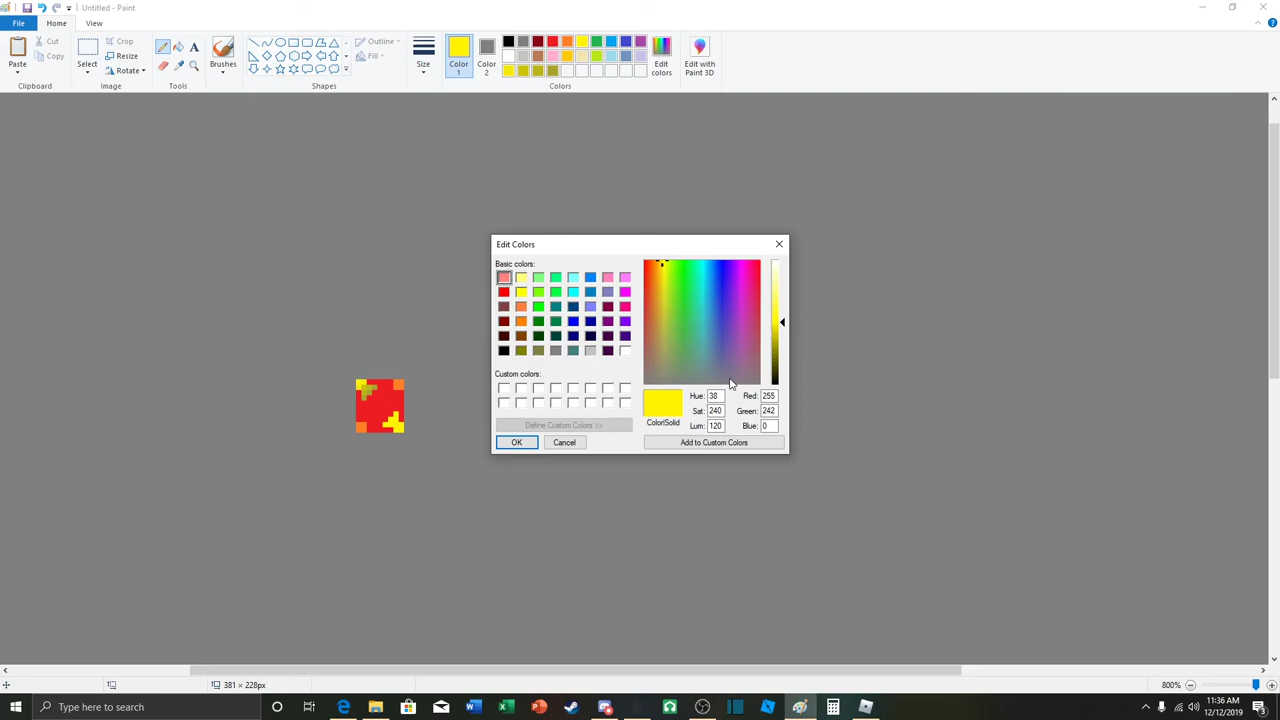 Untitled - Paint
File Home View
Paste
Cut
Copy
Clipboard
Select
Crop
Resize
Rotate
Image
A
Tools
Brushes
Outline
Fill
Shapes
Size
Color 1
Color 2
Edit colors
Colors
Edit with Paint 3D
Edit Colors
Basic colors:
Custom colors:
Define Custom Colors >>
OK Cancel
Color|Solid
Hue: 38 Red: 255
Sat: 240 Green: 242
Lum: 120 Blue: 0
Add to Custom Colors
381 × 228px
800%
Type here to search
11:36 AM
12/12/2019